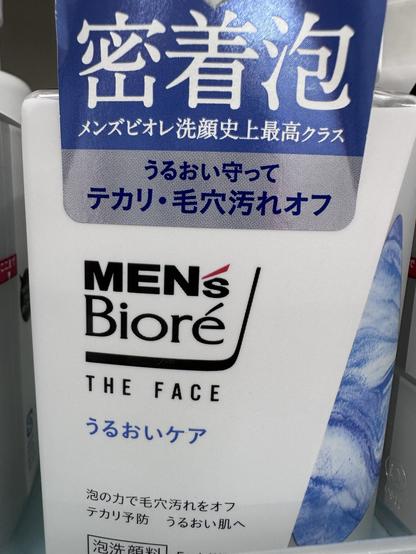 密着泡
メンズビオレ洗顔史上最高クラス
うるおい守って
テカリ・毛穴汚れオフ
MEN's
Bioré
THE FACE
うるおいケア
泡の力で毛穴汚れをオフ
テカリ予防 うるおい肌へ
泡洗顔料